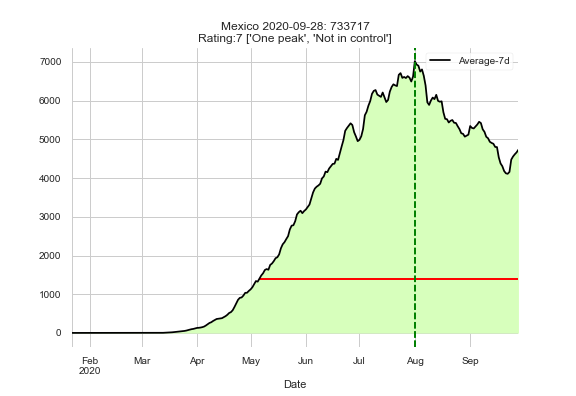 Mexico 2020-09-28: 733717
Rating:7 ['One peak', 'Not in control']
Average-7d
7000
6000
5000
4000
3000
2000
1000
0
Feb Mar Apr May Jun Jul Aug Sep
2020
Date